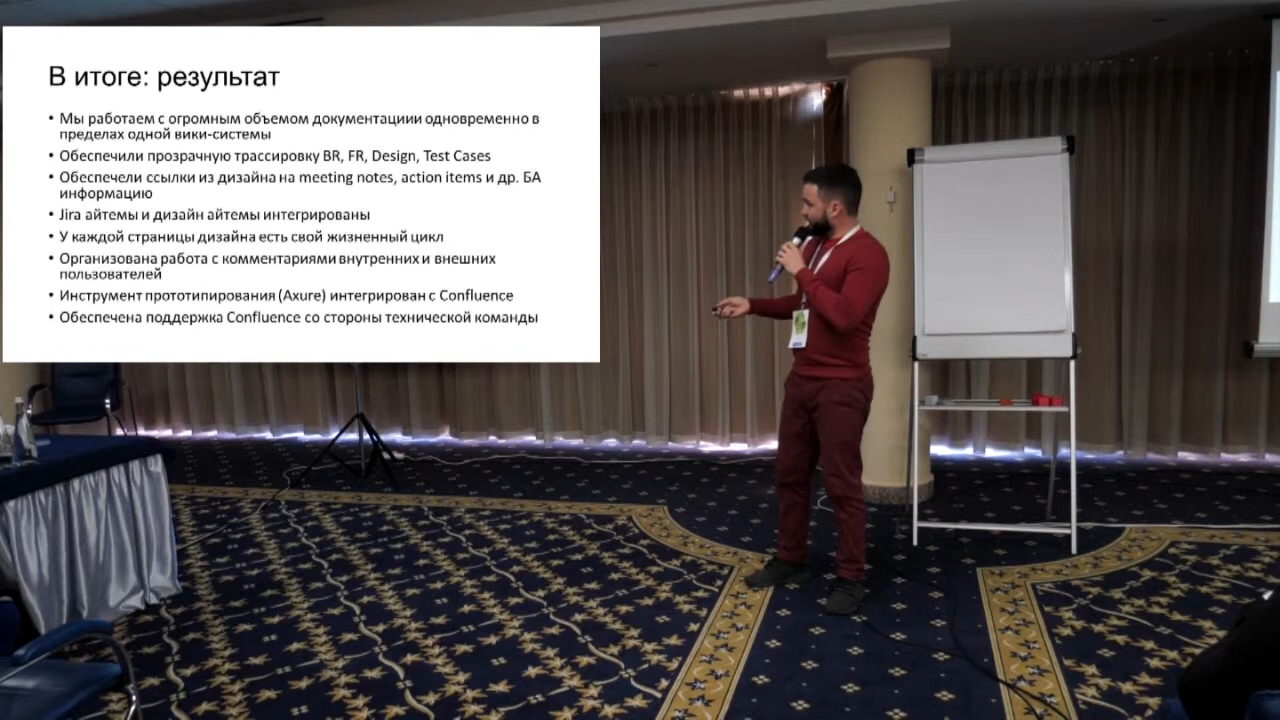 В итоге: результат
• Мы работаем с огромным объемом документациии одновременно в
пределах одной вики-системы
• Обеспечили прозрачную трассировку BR, FR, Design, Test Cases
• Обеспечели ссылки из дизайна на meeting notes, action items и др. БА
информацию
• Jira айтемы и дизайн айтемы интегрированы
• У каждой страницы дизайна есть свой жизненный цикл
• Организована работа с комментариями внутренних и внешних
пользователей
• Инструмент прототипирования (Axure) интегрирован с Confluence
• Обеспечена поддержка Confluence со стороны технической команды